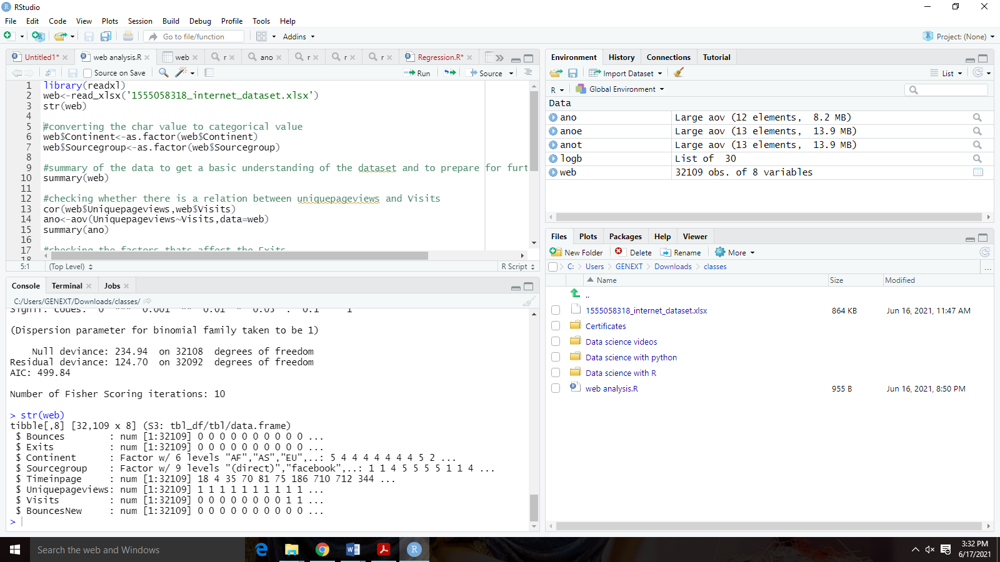 RStudio
File Edit Code View Plots Session Build Debug Profile Tools Help
Go to file/function Addins Project: (None)
Untitled1* web analysis.R web r ano r r r Regression.R*
Source on Save Run Source
1 library(readxl)
2 web<-read_xlsx('1555058318_internet_dataset.xlsx')
3 str(web)
4
5 #converting the char value to categorical value
6 web$Continent<-as.factor(web$Continent)
7 web$Sourcegroup<-as.factor(web$Sourcegroup)
8
9 #summary of the data to get a basic understanding of the dataset and to prepare for furt
10 summary(web)
11
12 #checking whether there is a relation between uniquepageviews and Visits
13 cor(web$Uniquepageviews,web$Visits)
14 ano<-aov(Uniquepageviews~Visits,data=web)
15 summary(ano)
16
17 #checking the factors thats affect the Exits
18
5:1 (Top Level) R Script
Console Terminal Jobs
C:/Users/GENEXT/Downloads/classes/
Signif. codes: 0 '***' 0.001 '**' 0.01 '*' 0.05 '.' 0.1 ' ' 1
(Dispersion parameter for binomial family taken to be 1)
Null deviance: 234.94 on 32108 degrees of freedom
Residual deviance: 124.70 on 32092 degrees of freedom
AIC: 499.84
Number of Fisher Scoring iterations: 10
> str(web)
tibble[,8] [32,109 x 8] (S3: tbl_df/tbl/data.frame)
$ Bounces : num [1:32109] 0 0 0 0 0 0 0 0 0 0 ...
$ Exits : num [1:32109] 0 0 0 0 0 0 0 0 0 0 ...
$ Continent : Factor w/ 6 levels "AF","AS","EU",..: 5 4 4 4 4 4 4 4 5 2 ...
$ Sourcegroup : Factor w/ 9 levels "(direct)","facebook",..: 1 1 4 5 5 5 5 1 1 4 ...
$ Timeinpage : num [1:32109] 18 4 35 70 81 75 186 710 712 344 ...
$ Uniquepageviews: num [1:32109] 1 1 1 1 1 1 1 1 1 1 ...
$ Visits : num [1:32109] 0 0 0 0 0 0 0 0 1 1 ...
$ BouncesNew : num [1:32109] 0 0 0 0 0 0 0 0 0 0 ...
>
Environment History Connections Tutorial
Import Dataset List
R Global Environment
Data
ano Large aov (12 elements, 8.2 MB)
anoe Large aov (13 elements, 13.9 MB)
anot Large aov (13 elements, 13.9 MB)
logb List of 30
web 32109 obs. of 8 variables
Files Plots Packages Help Viewer
New Folder Delete Rename More
C: Users GENEXT Downloads classes ...
Name Size Modified
..
1555058318_internet_dataset.xlsx 864 KB Jun 16, 2021, 11:47 AM
Certificates
Data science videos
Data science with python
Data science with R
web analysis.R 955 B Jun 16, 2021, 8:50 PM
Search the web and Windows
3:32 PM
6/17/2021